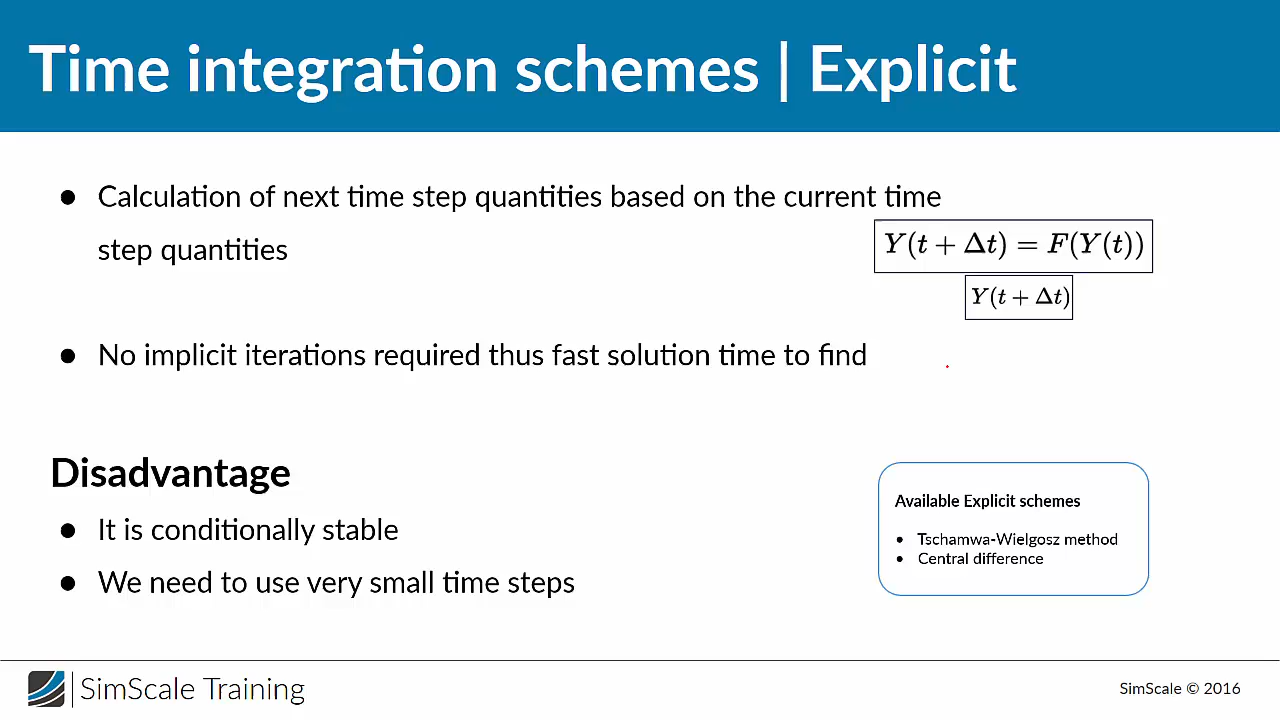 Time integration schemes | Explicit
● Calculation of next time step quantities based on the current time
step quantities
Y(t + Δt) = F(Y(t))
Y(t + Δt)
● No implicit iterations required thus fast solution time to find
Disadvantage
● It is conditionally stable
● We need to use very small time steps
Available Explicit schemes
● Tschamwa-Wielgosz method
● Central difference
SimScale Training
SimScale © 2016